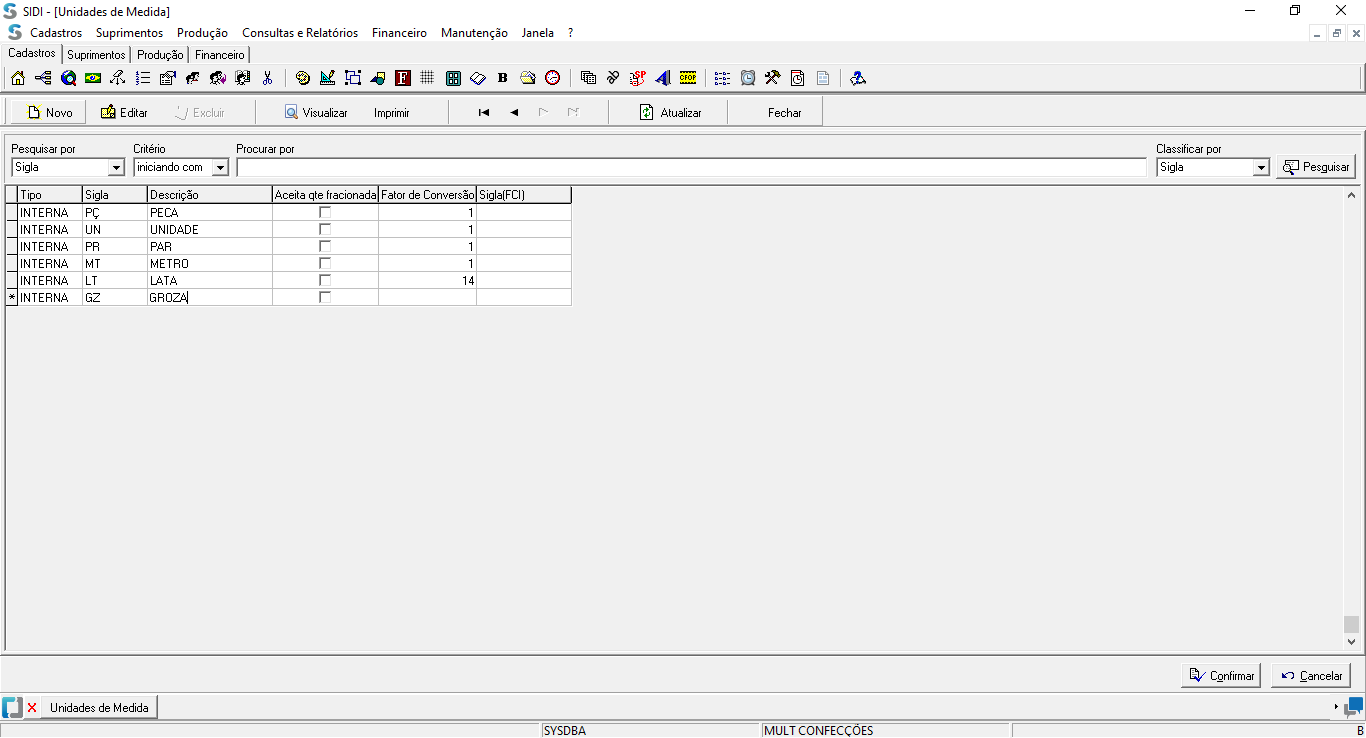 SIDI - [Unidades de Medida]
Cadastros Suprimentos Produção Consultas e Relatórios Financeiro Manutenção Janela ?
Cadastros Suprimentos Produção Financeiro
F B SP CFOP
Novo Editar Excluir Visualizar Imprimir Atualizar Fechar
Pesquisar por Critério Procurar por Classificar por
Sigla iniciando com Sigla Pesquisar
Tipo Sigla Descrição Aceita qte fracionada Fator de Conversão Sigla(FCI)
INTERNA PÇ PECA 1
INTERNA UN UNIDADE 1
INTERNA PR PAR 1
INTERNA MT METRO 1
INTERNA LT LATA 14
* INTERNA GZ GROZA
Confirmar Cancelar
Unidades de Medida
SYSDBA MULT CONFECÇÕES B